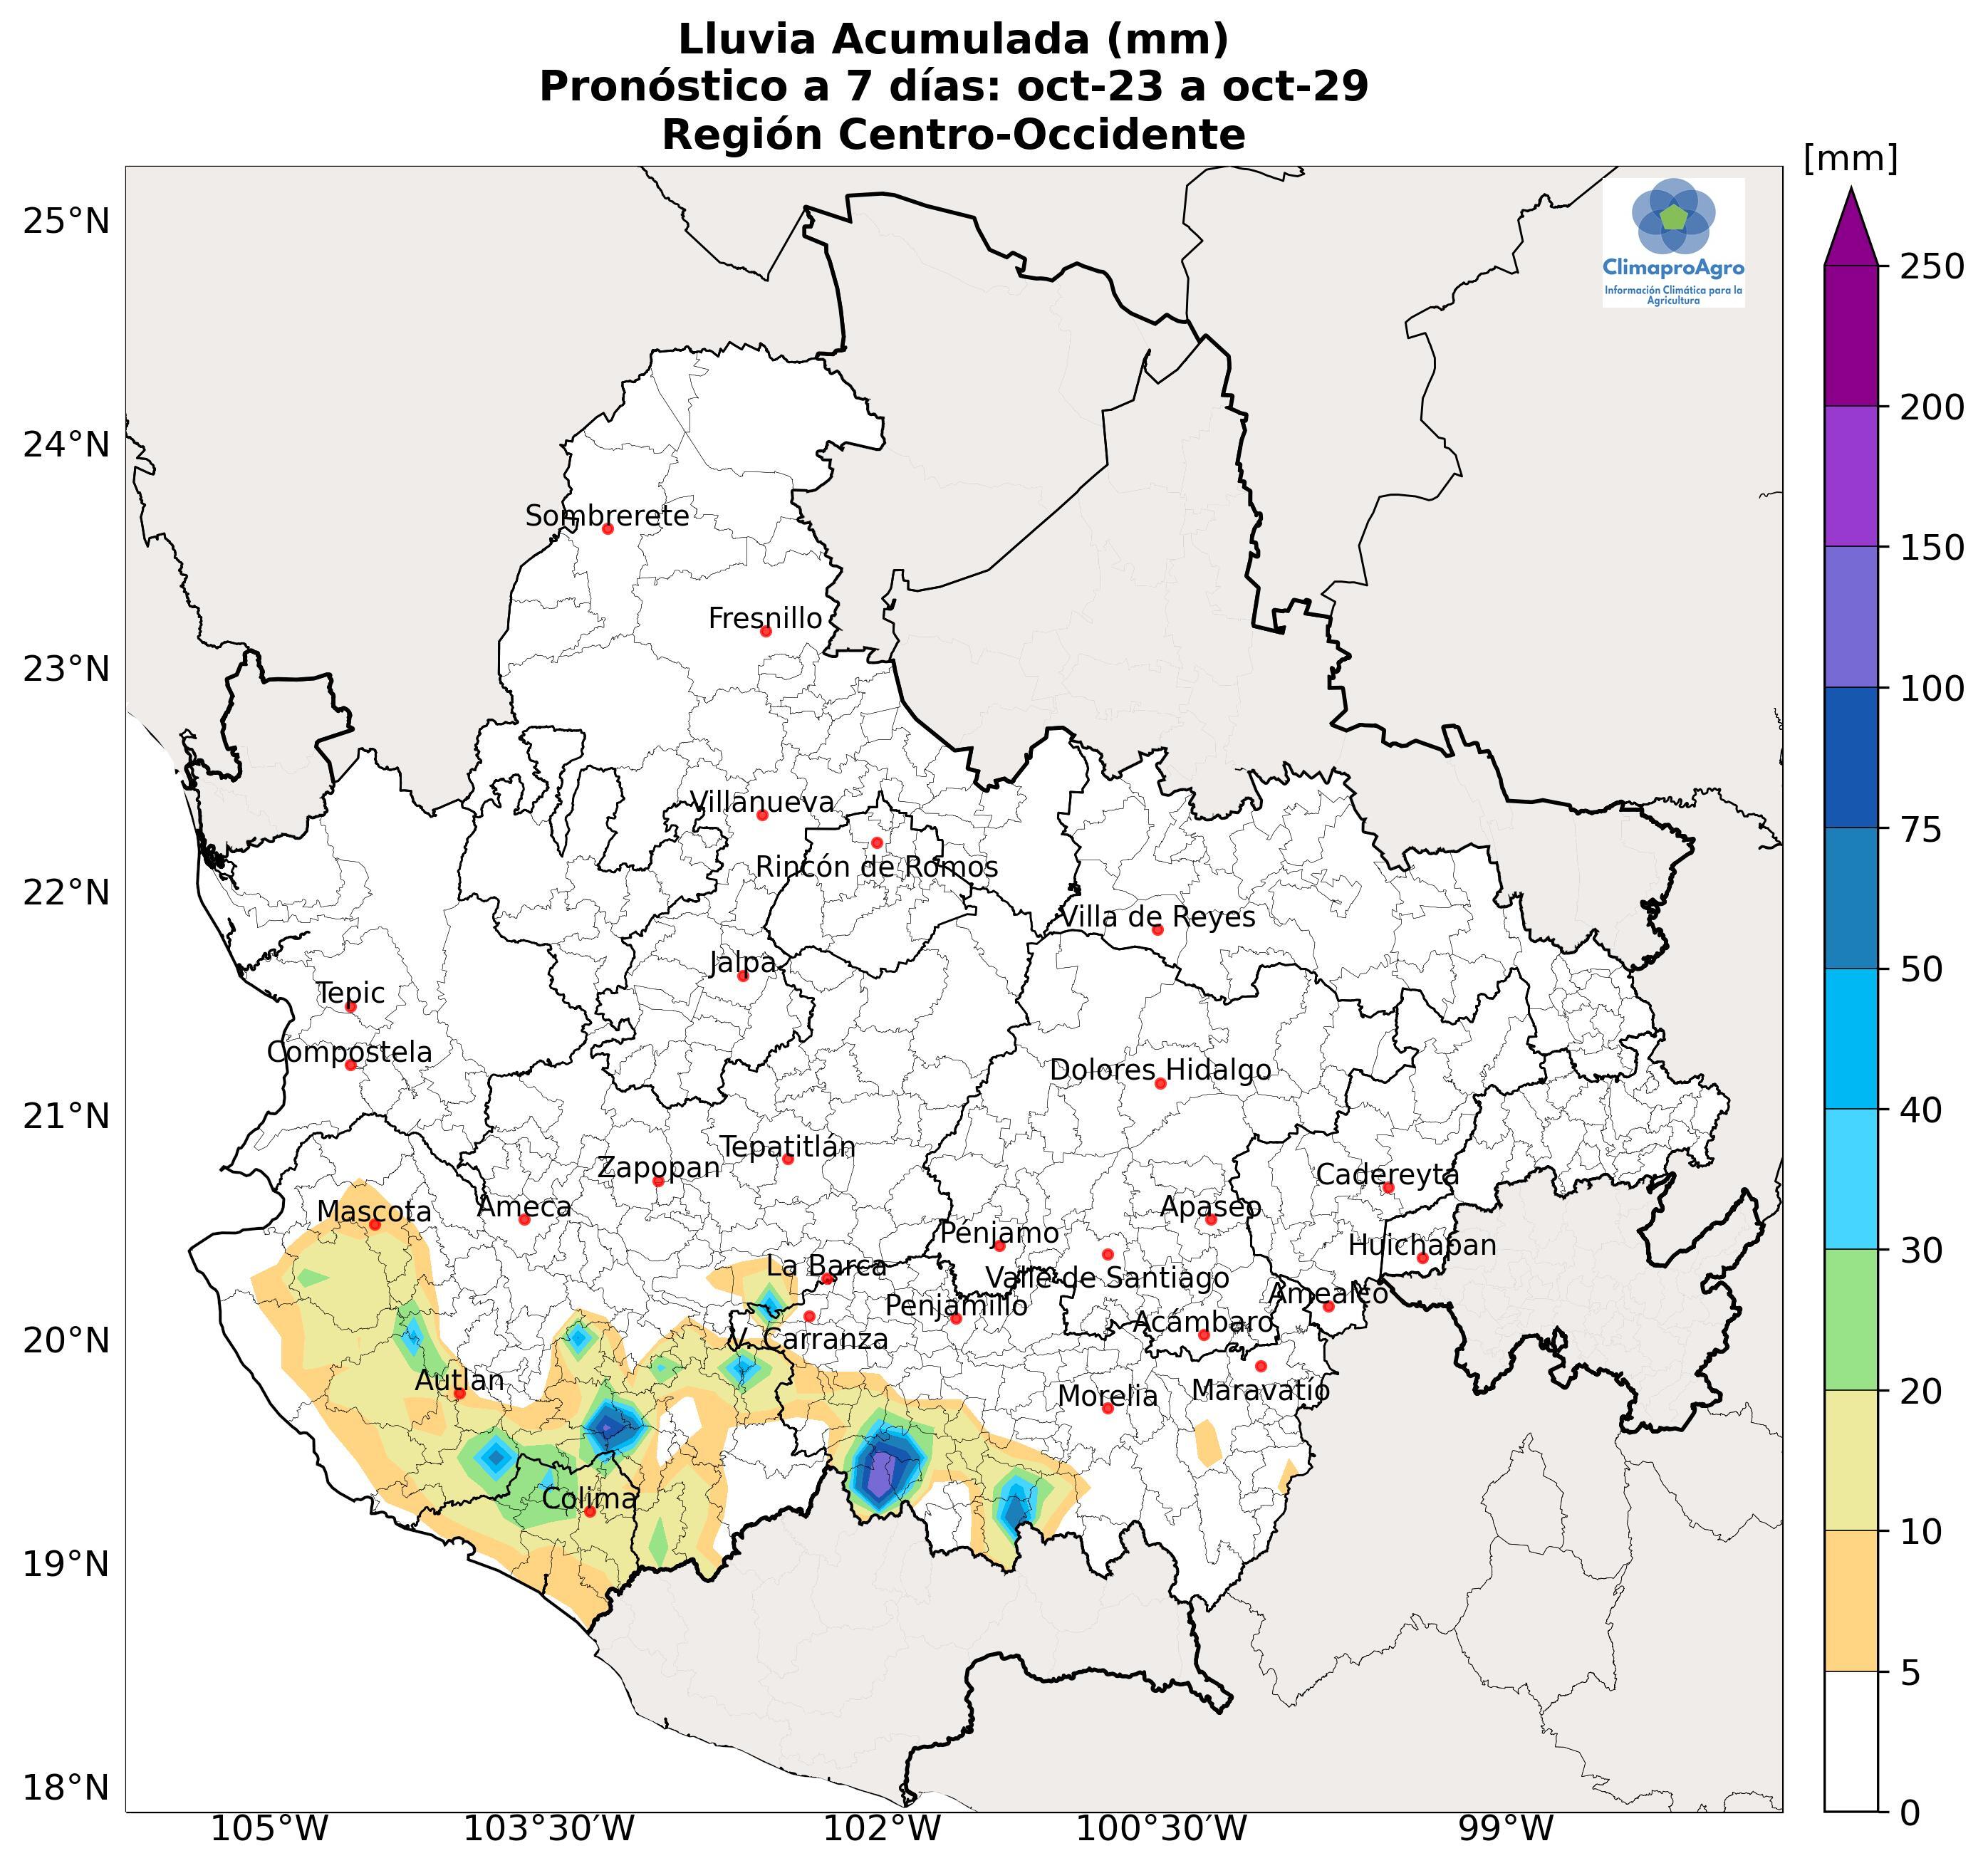 Lluvia Acumulada (mm)
Pronóstico a 7 días: oct-23 a oct-29
Región Centro-Occidente
[mm]
ClimaproAgro
Información Climática para la
Agricultura
25°N
24°N
23°N
22°N
21°N
20°N
19°N
18°N
Sombrerete
Fresnillo
Villanueva
Rincón de Romos
Villa de Reyes
Jalpa
Tepic
Compostela
Dolores Hidalgo
Tepatitlán
Zapopan
Cadereyta
Mascota
Ameca
Apaseo
Penjamo
Huichapan
La Barca
Valle de Santiago
Penjamillo
Amealco
Acámbaro
V. Carranza
Autlan
Morelia
Maravatio
Colima
105°W
103°30'W
102°W
100°30'W
99°W
250
200
150
100
75
50
40
30
20
10
5
0